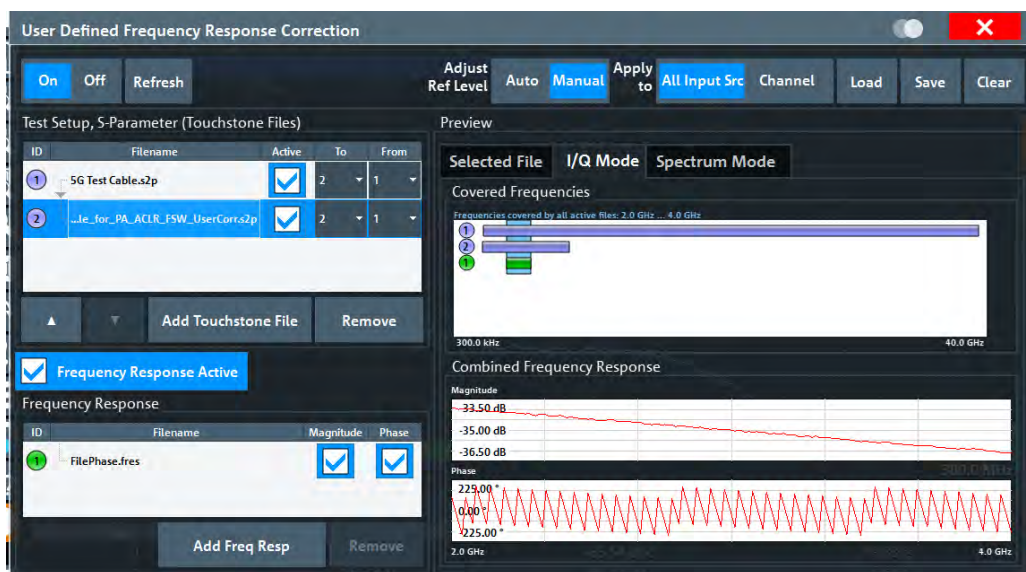 User Defined Frequency Response Correction
On Off Refresh
Adjust Ref Level Auto Manual
Apply to All Input Src Channel
Load Save Clear
Test Setup, S-Parameter (Touchstone Files)
ID Filename Active To From
1 5G Test Cable.s2p 2 1
2 ...le_for_PA_ACLR_FSW_UserCorr.s2p 2 1
Add Touchstone File Remove
Frequency Response Active
Frequency Response
ID Filename Magnitude Phase
1 FilePhase.fres
Add Freq Resp Remove
Preview
Selected File I/Q Mode Spectrum Mode
Covered Frequencies
Frequencies covered by all active files: 2.0 GHz ... 4.0 GHz
1
2
1
300.0 kHz 40.0 GHz
Combined Frequency Response
Magnitude
-33.50 dB
-35.00 dB
-36.50 dB
Phase
229.00 °
0.00 °
-225.00 °
2.0 GHz 4.0 GHz